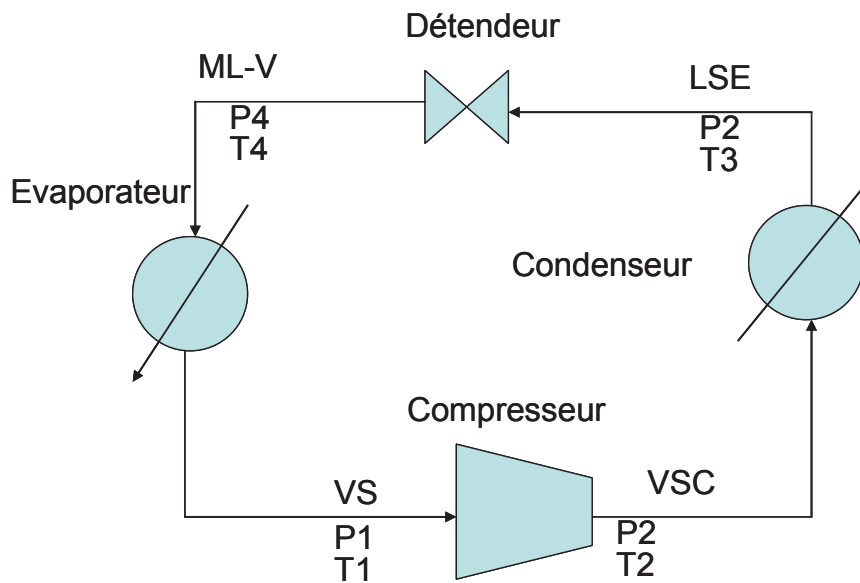 Détendeur
ML-V
LSE
P4
T4
P2
T3
Evaporateur
Condenseur
Compresseur
VS
VSC
P1
T1
P2
T2